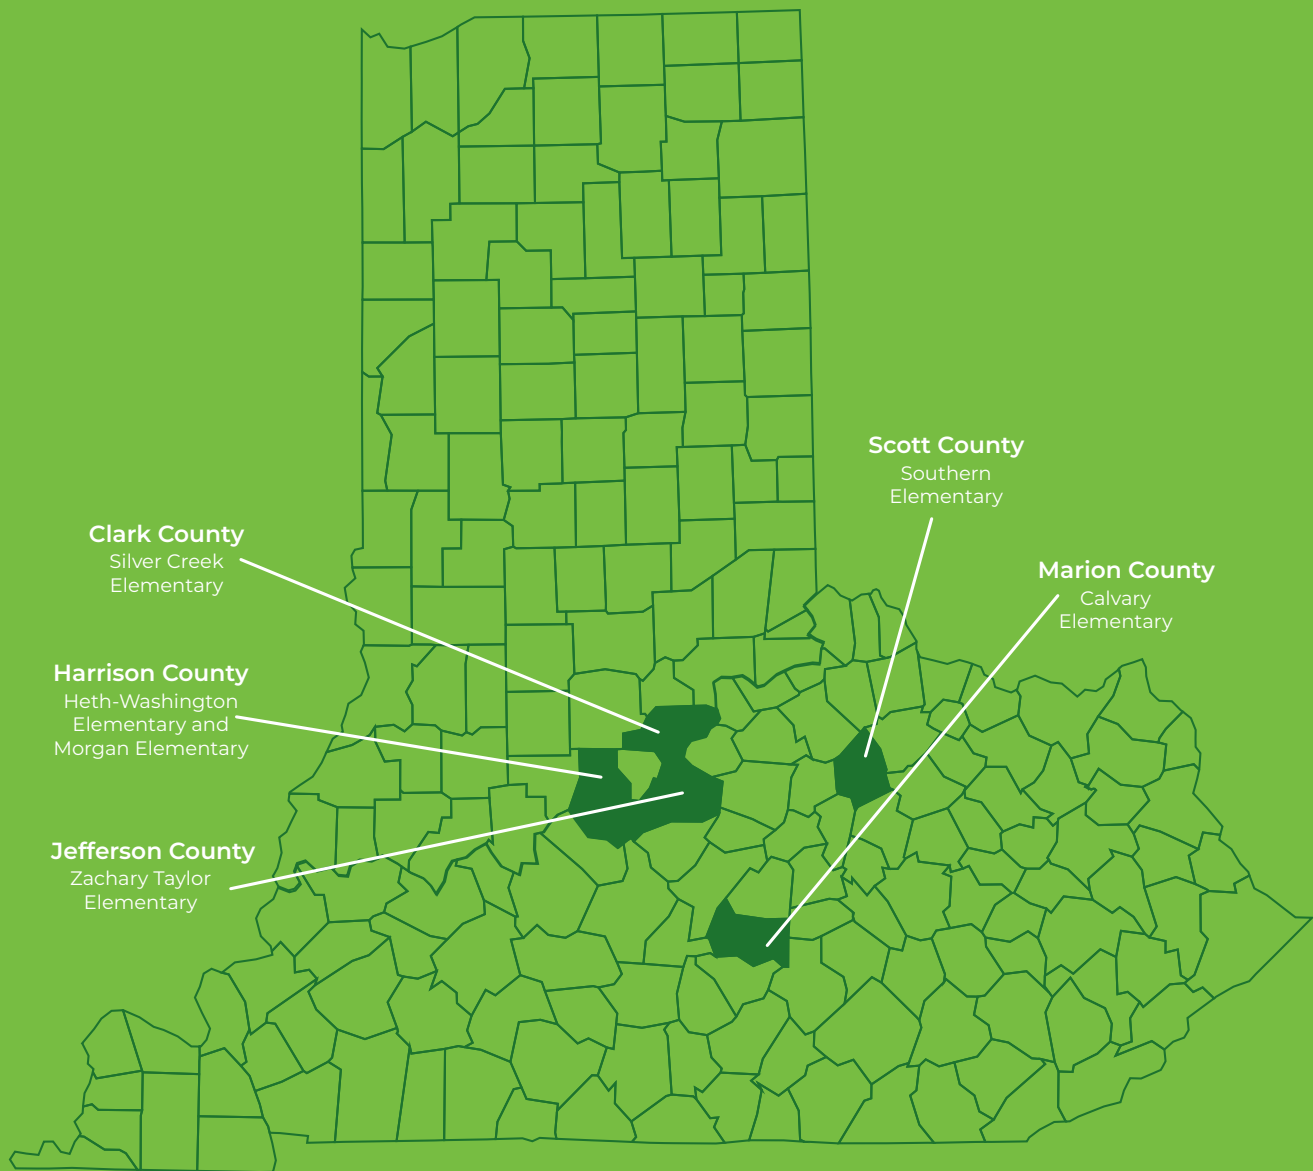 Scott County
Southern
Elementary
Clark County
Silver Creek
Elementary
Marion County
Calvary
Elementary
Harrison County
Heth-Washington
Elementary and
Morgan Elementary
Jefferson County
Zachary Taylor
Elementary